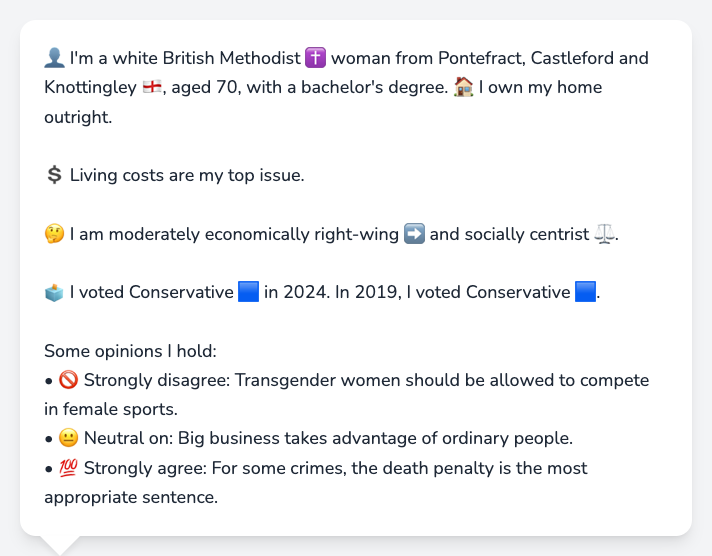 👤 I'm a white British Methodist ✝️ woman from Pontefract, Castleford and
Knottingley 🏴󠁧󠁢󠁥󠁮󠁧󠁿, aged 70, with a bachelor's degree. 🏠 I own my home
outright.
💲 Living costs are my top issue.
🤔 I am moderately economically right-wing ➡️ and socially centrist ⚖️.
🗳️ I voted Conservative 🟦 in 2024. In 2019, I voted Conservative 🟦.
Some opinions I hold:
• 🚫 Strongly disagree: Transgender women should be allowed to compete
in female sports.
• 😐 Neutral on: Big business takes advantage of ordinary people.
• 💯 Strongly agree: For some crimes, the death penalty is the most
appropriate sentence.